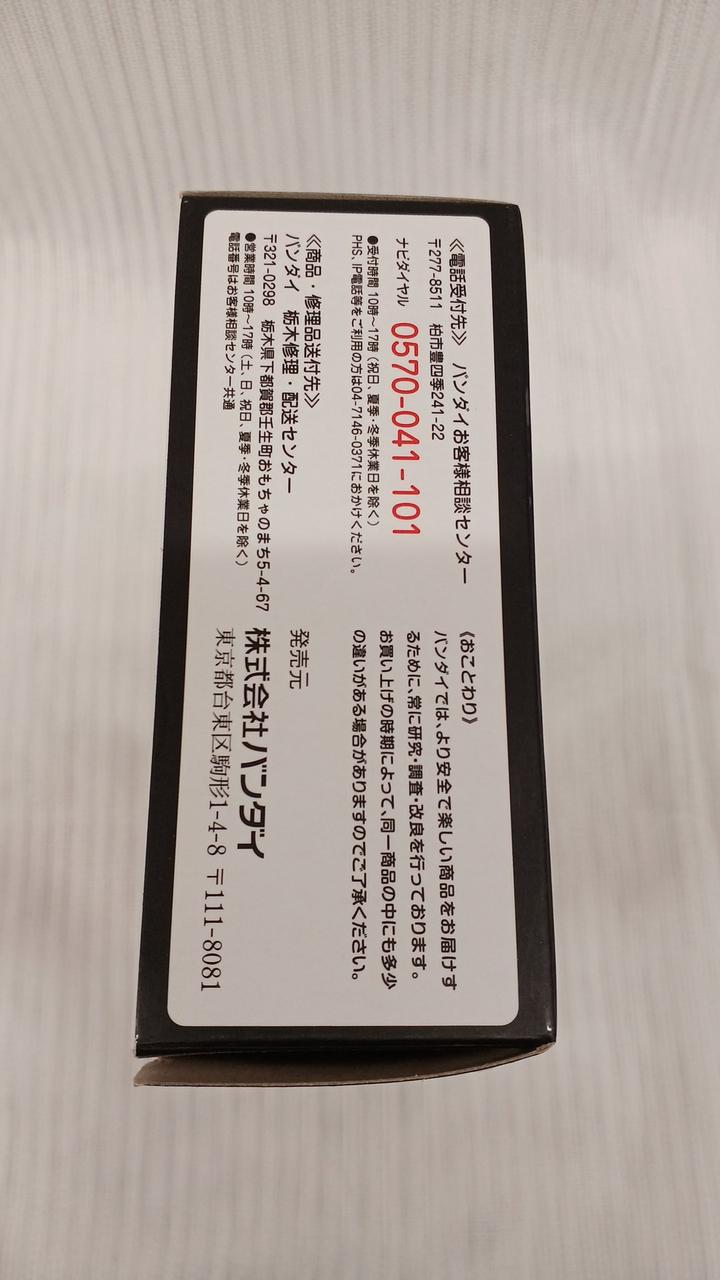 《電話受付先》 バンダイお客様相談センター
〒277-8511 柏市豊四季241-22
ナビダイヤル 0570-041-101
●受付時間 10時〜17時（祝日、夏季・冬季休業日を除く）
PHS、IP電話等をご利用の方は04-7146-0371におかけください。
《商品・修理品送付先》
バンダイ 栃木修理・配送センター
〒321-0298 栃木県下都賀郡壬生町おもちゃのまち5-4-67
●営業時間 10時〜17時（土、日、祝日、夏季・冬季休業日を除く）
電話番号はお客様相談センター共通
《おことわり》
バンダイでは、より安全で楽しい商品をお届けす
るために、常に研究・調査・改良を行っております。
お買い上げの時期によって、同一商品の中にも多少
の違いがある場合がありますのでご了承ください。
発売元
株式会社バンダイ
東京都台東区駒形1-4-8 〒111-8081